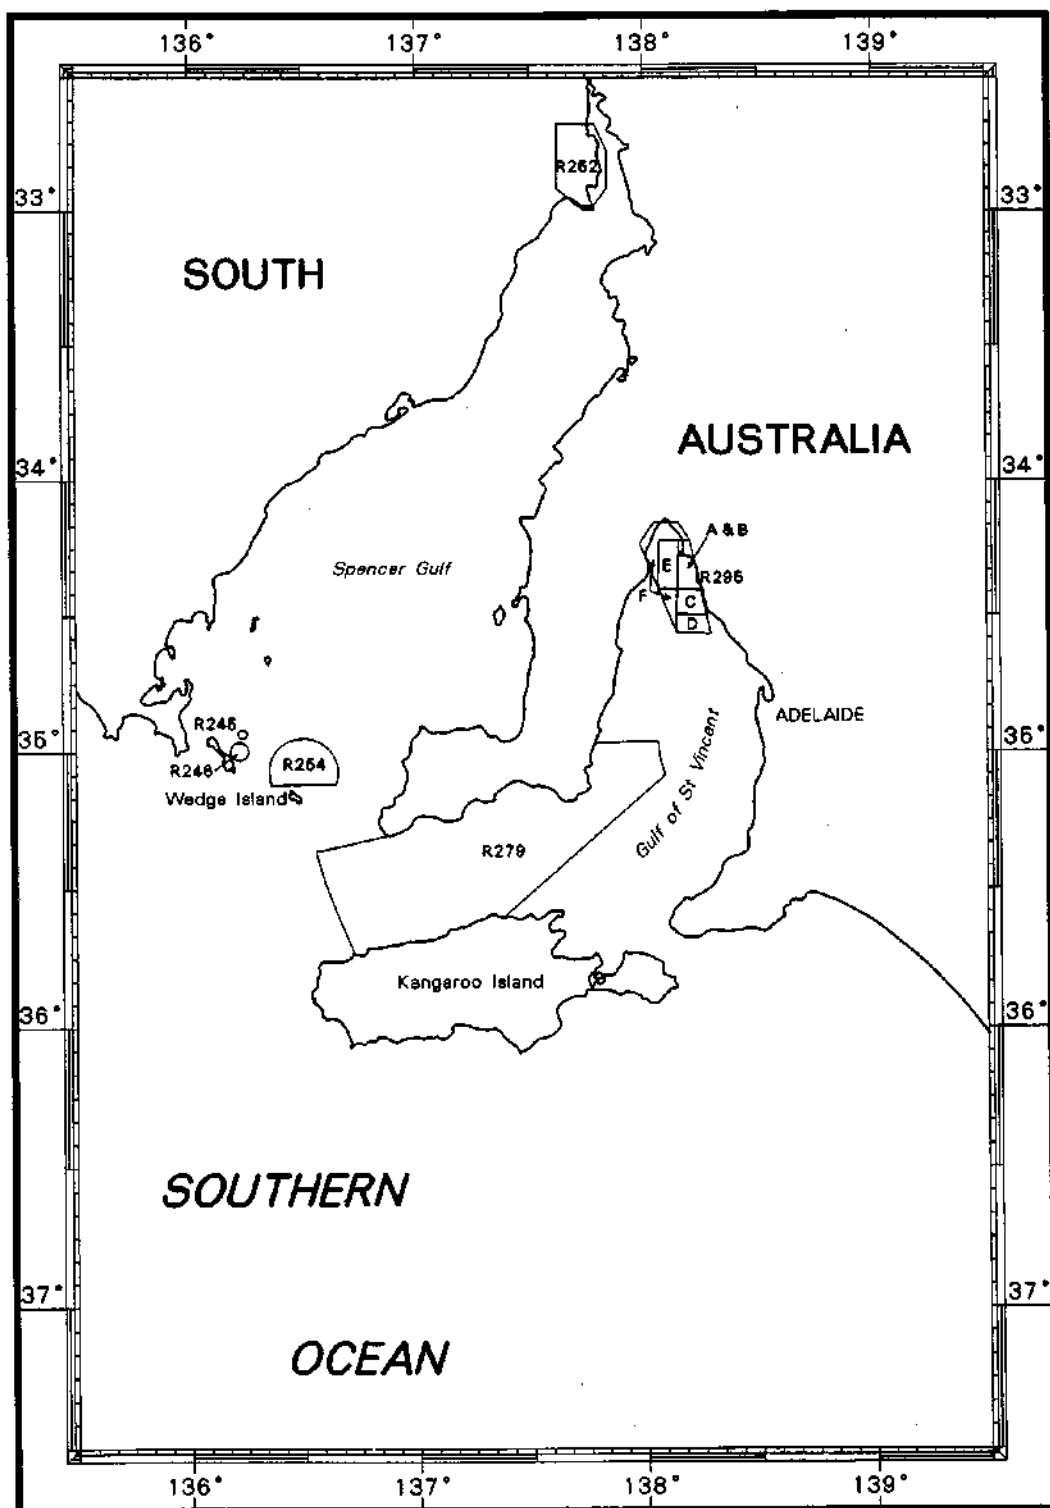 136° 137° 138° 139°
R262
33° 33°
SOUTH
AUSTRALIA
34° 34°
A & B
Spencer Gulf
E
R295
F
C
D
ADELAIDE
R245
35° 35°
R246
R254
Wedge Island
Gulf of St Vincent
R279
Kangaroo Island
36° 36°
SOUTHERN
37° 37°
OCEAN
136° 137° 138° 139°